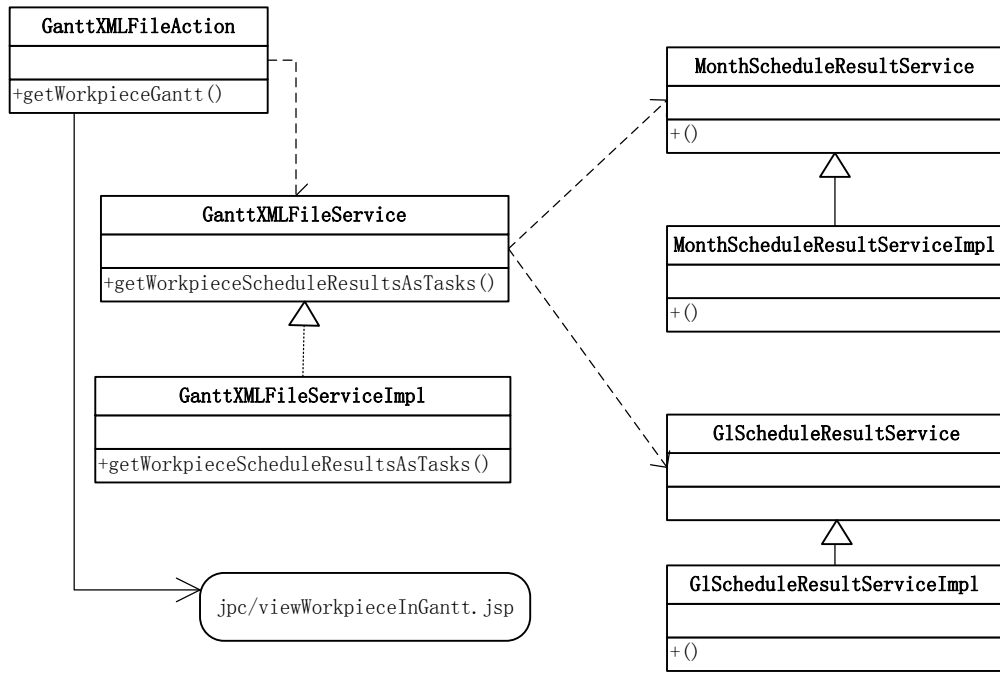 GanttXMLFileAction
+getWorkpieceGantt()
MonthScheduleResultService
+()
GanttXMLFileService
+getWorkpieceScheduleResultsAsTasks()
MonthScheduleResultServiceImpl
+()
GanttXMLFileServiceImpl
+getWorkpieceScheduleResultsAsTasks()
GlScheduleResultService
jpc/viewWorkpieceInGantt.jsp
GlScheduleResultServiceImpl
+()